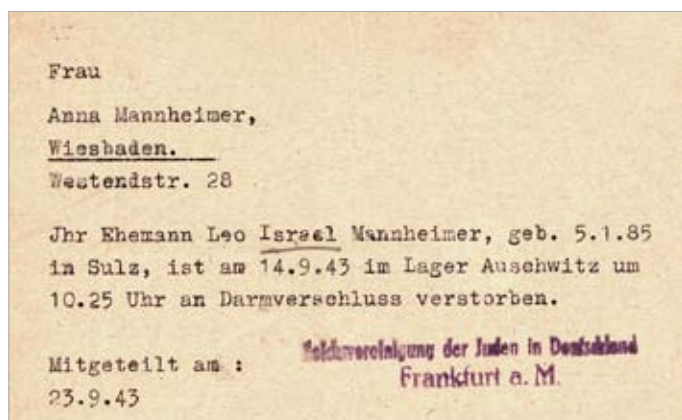 Frau
Anna Mannheimer,
Wiesbaden.
Westendstr. 28
Jhr Ehemann Leo Israel Mannheimer, geb. 5.1.85
in Sulz, ist am 14.9.43 im Lager Auschwitz um
10.25 Uhr an Darmverschluss verstorben.
Reichsvereinigung der Juden in Deutschland
Mitgeteilt am :
Frankfurt a. M.
23.9.43